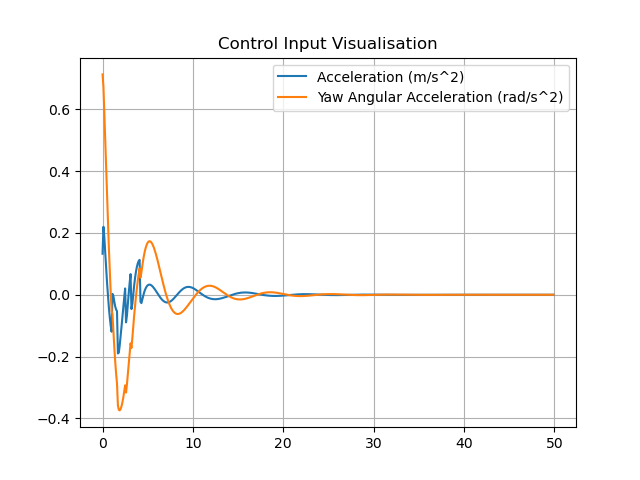 Control Input Visualisation
Acceleration (m/s^2)
Yaw Angular Acceleration (rad/s^2)
0.6
0.4
0.2
0.0
−0.2
−0.4
0 10 20 30 40 50